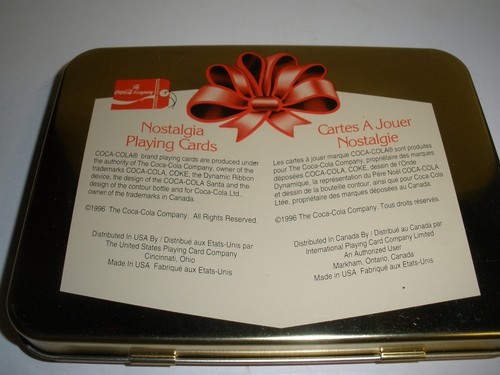 The
Coca-Cola Company
Nostalgia
Playing Cards
COCA-COLA® brand playing cards are produced under
the authority of The Coca-Cola Company, owner of the
trademarks COCA-COLA, COKE, the Dynamic Ribbon
device, the design of the COCA-COLA Santa and the
design of the contour bottle and for Coca-Cola Ltd.,
owner of the trademarks in Canada.
©1996 The Coca-Cola Company. All Rights Reserved.
Distributed In USA By / Distribué aux Etats-Unis par
The United States Playing Card Company
Cincinnati, Ohio
Made in USA Fabriqué aux Etats-Unis
Cartes A Jouer
Nostalgie
Les cartes à jouer marque COCA-COLA® sont produites
pour The Coca-Cola Company, propriétaire des marques
déposées COCA-COLA, COKE, dessin de l'Onde
Dynamique, la représentation du Père Noël COCA-COLA
et dessin de la bouteille contour, ainsi que pour Coca-Cola
Ltée, propriétaire des marques déposées au Canada.
©1996 The Coca-Cola Company. Tous droits réservés.
Distributed In Canada By / Distribué au Canada par
International Playing Card Company Limited
An Authorized User
Markham, Ontario, Canada
Made in USA Fabriqué aux Etats-Unis